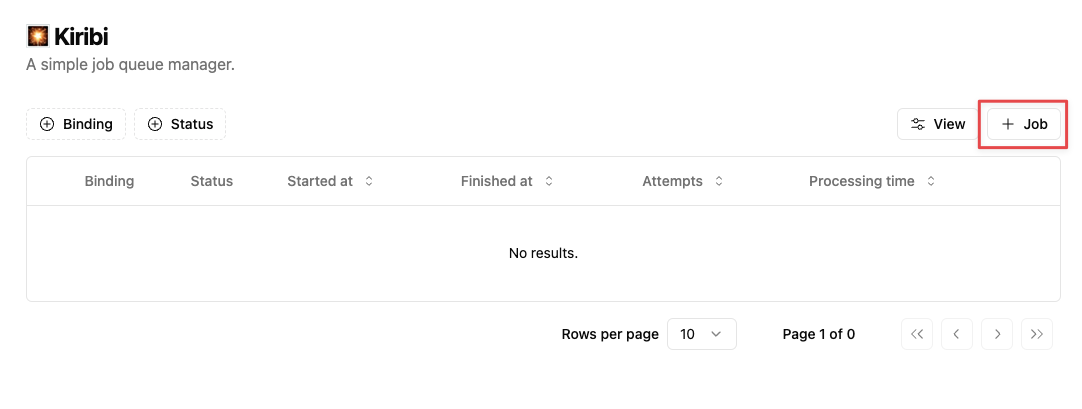 Kiribi
A simple job queue manager.
Binding Status View Job
Binding Status Started at Finished at Attempts Processing time
No results.
Rows per page 10 Page 1 of 0